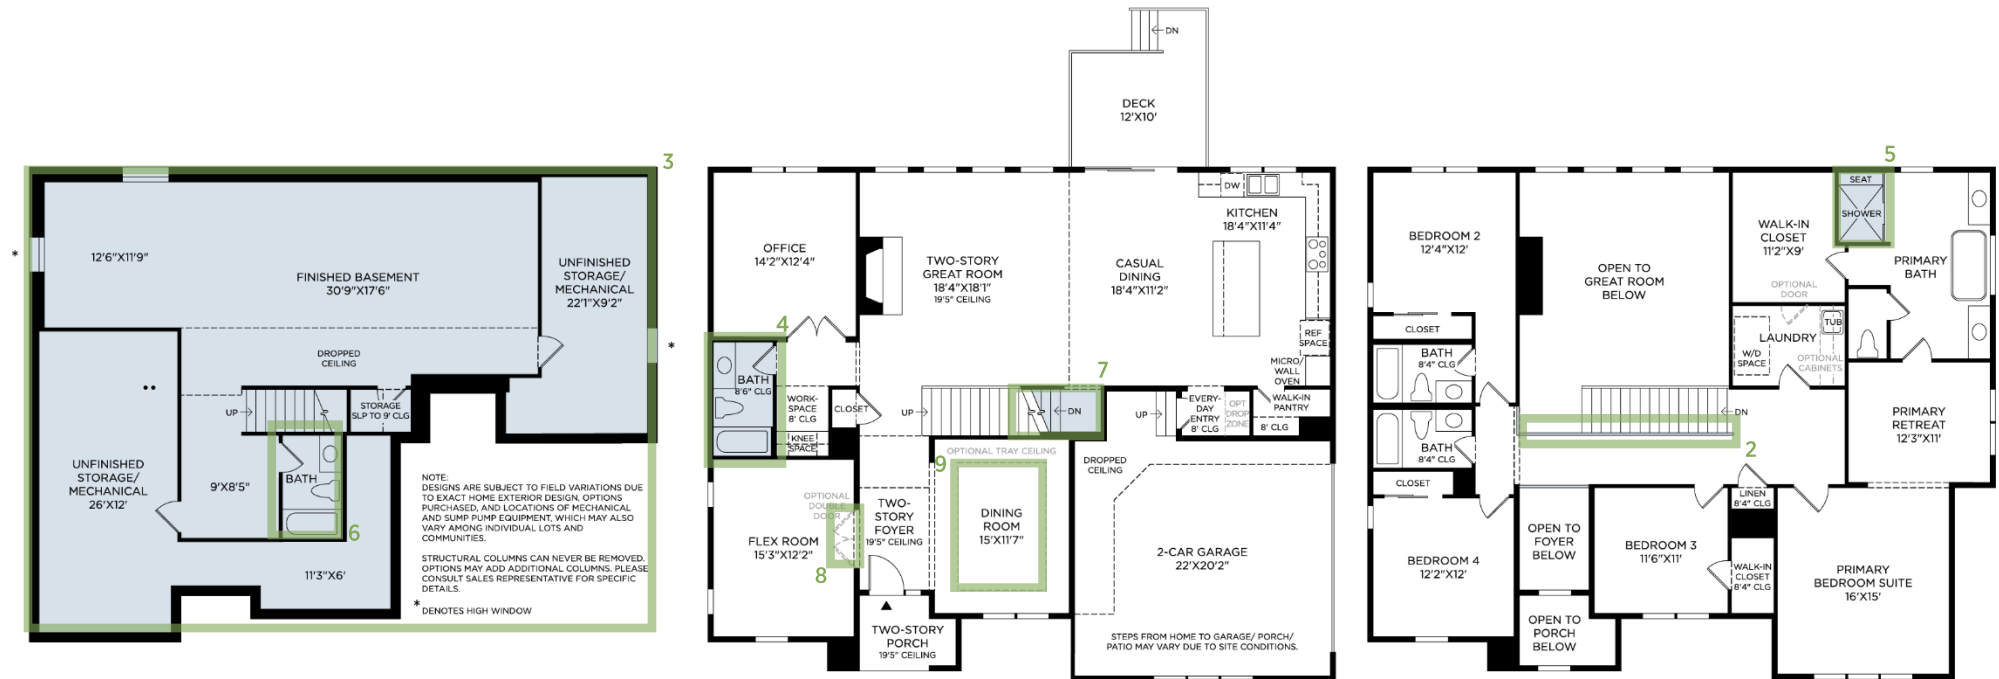 3
*
12'6"X11'9"
FINISHED BASEMENT
30'9"X17'6"
UNFINISHED
STORAGE/
MECHANICAL
22'1"X9'2"
*
DROPPED
CEILING
UP
STORAGE
SLP TO 9' CLG
UNFINISHED
STORAGE/
MECHANICAL
26'X12'
9'X8'5"
BATH
6
11'3"X6'
NOTE:
DESIGNS ARE SUBJECT TO FIELD VARIATIONS DUE
TO EXACT HOME EXTERIOR DESIGN, OPTIONS
PURCHASED, AND LOCATIONS OF MECHANICAL
AND SUMP PUMP EQUIPMENT, WHICH MAY ALSO
VARY AMONG INDIVIDUAL LOTS AND
COMMUNITIES.
STRUCTURAL COLUMNS CAN NEVER BE REMOVED.
OPTIONS MAY ADD ADDITIONAL COLUMNS. PLEASE
CONSULT SALES REPRESENTATIVE FOR SPECIFIC
DETAILS.
* DENOTES HIGH WINDOW
DN
DECK
12'X10'
OFFICE
14'2"X12'4"
TWO-STORY
GREAT ROOM
18'4"X18'1"
19'5" CEILING
CASUAL
DINING
18'4"X11'2"
DW
KITCHEN
18'4"X11'4"
REF
SPACE
MICRO/
WALL
OVEN
4
BATH
8'6" CLG
WORK-
SPACE
8' CLG
KNEE
SPACE
CLOSET
UP
7
DN
UP
EVERY-
DAY
ENTRY
8' CLG
OPT
DROP
ZONE
WALK-IN
PANTRY
8' CLG
OPTIONAL TRAY CEILING
9
DROPPED
CEILING
OPTIONAL
DOUBLE
DOOR
FLEX ROOM
15'3"X12'2"
8
TWO-
STORY
FOYER
19'5" CEILING
DINING
ROOM
15'X11'7"
2-CAR GARAGE
22'X20'2"
TWO-STORY
PORCH
19'5" CEILING
STEPS FROM HOME TO GARAGE/ PORCH/
PATIO MAY VARY DUE TO SITE CONDITIONS.
5
SEAT
SHOWER
BEDROOM 2
12'4"X12'
OPEN TO
GREAT ROOM
BELOW
WALK-IN
CLOSET
11'2"X9'
PRIMARY
BATH
OPTIONAL
DOOR
CLOSET
LAUNDRY
TUB
W/D
SPACE
OPTIONAL
CABINETS
BATH
8'4" CLG
BATH
8'4" CLG
DN
2
PRIMARY
RETREAT
12'3"X11'
CLOSET
LINEN
8'4" CLG
BEDROOM 4
12'2"X12'
OPEN TO
FOYER
BELOW
BEDROOM 3
11'6"X11'
WALK-IN
CLOSET
8'4" CLG
PRIMARY
BEDROOM SUITE
16'X15'
OPEN TO
PORCH
BELOW